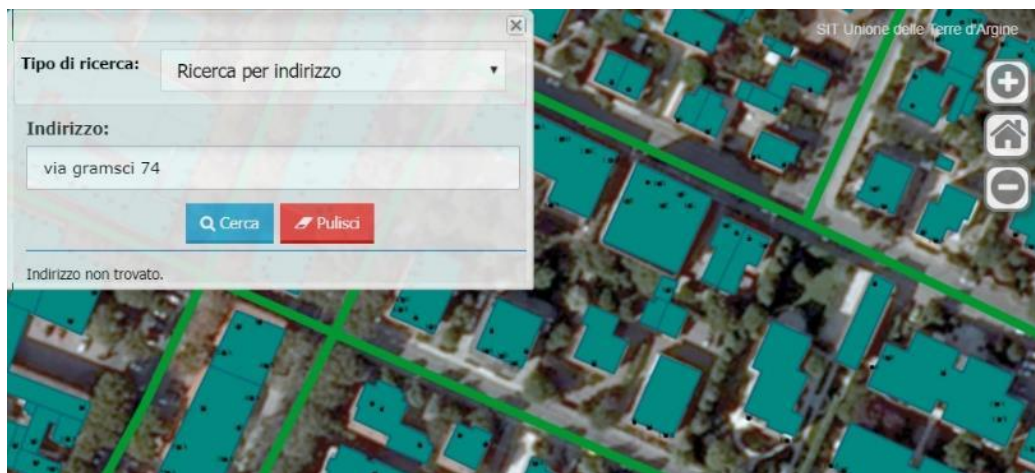 SIT Unione delle Terre d'Argine
Tipo di ricerca:
Ricerca per indirizzo
Indirizzo:
via gramsci 74
Cerca
Pulisci
Indirizzo non trovato.